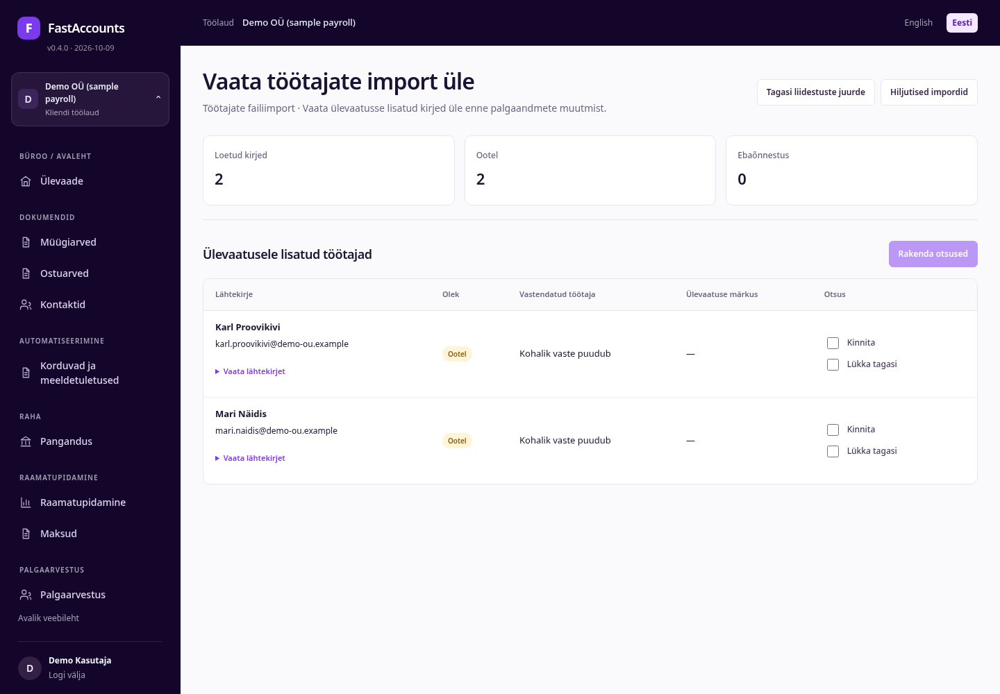 F
FastAccounts
v0.4.0 · 2026-10-09
D
Demo OÜ (sample
payroll)
Kliendi töölaud
BÜROO / AVALEHT
Ülevaade
DOKUMENDID
Müügiarved
Ostuarved
Kontaktid
AUTOMATISEERIMINE
Korduvad ja
meeldetuletused
RAHA
Pangandus
RAAMATUPIDAMINE
Raamatupidamine
Maksud
PALGAARVESTUS
Palgaarvestus
Avalik veebileht
D
Demo Kasutaja
Logi välja
Töölaud Demo OÜ (sample payroll)
English Eesti
Vaata töötajate import üle
Töötajate failiimport · Vaata ülevaatusse lisatud kirjed üle enne palgaandmete muutmist.
Tagasi liidestuste juurde
Hiljutised impordid
Loetud kirjed
2
Ootel
2
Ebaõnnestus
0
Ülevaatusele lisatud töötajad
Rakenda otsused
Lähtekirje Olek Vastendatud töötaja Ülevaatuse märkus Otsus
Karl Proovikivi
karl.proovikivi@demo-ou.example
Vaata lähtekirjet
Ootel
Kohalik vaste puudub
—
Kinnita
Lükka tagasi
Mari Näidis
mari.naidis@demo-ou.example
Vaata lähtekirjet
Ootel
Kohalik vaste puudub
—
Kinnita
Lükka tagasi